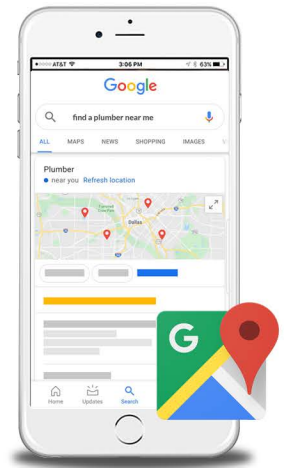 AT&T 3:06 PM 63%
Google
find a plumber near me
ALL MAPS NEWS SHOPPING IMAGES V
Plumber
near you Refresh location
Dallas
Home Updates Search
G